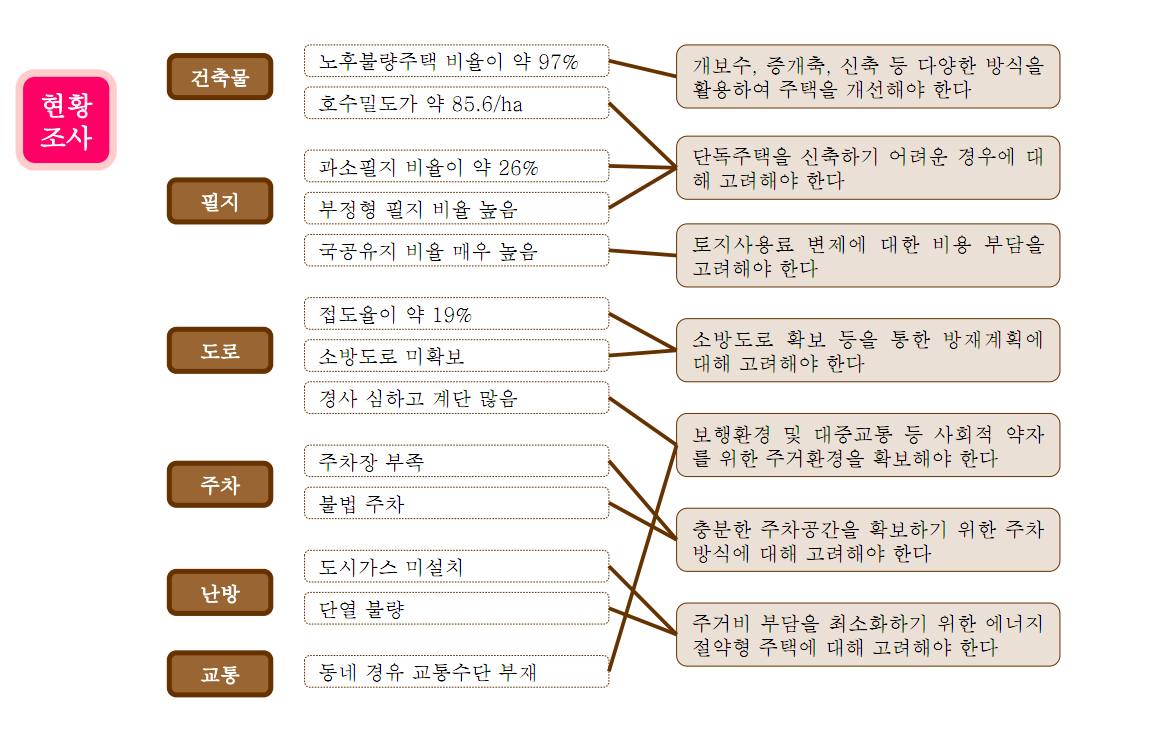 현황
조사
건축물
노후불량주택 비율이 약 97%
호수밀도가 약 85.6/ha
필지
과소필지 비율이 약 26%
부정형 필지 비율 높음
국공유지 비율 매우 높음
도로
접도율이 약 19%
소방도로 미확보
경사 심하고 계단 많음
주차
주차장 부족
불법 주차
난방
도시가스 미설치
단열 불량
교통
동네 경유 교통수단 부재
개보수, 증개축, 신축 등 다양한 방식을
활용하여 주택을 개선해야 한다
단독주택을 신축하기 어려운 경우에 대
해 고려해야 한다
토지사용료 변제에 대한 비용 부담을
고려해야 한다
소방도로 확보 등을 통한 방재계획에
대해 고려해야 한다
보행환경 및 대중교통 등 사회적 약자
를 위한 주거환경을 확보해야 한다
충분한 주차공간을 확보하기 위한 주차
방식에 대해 고려해야 한다
주거비 부담을 최소화하기 위한 에너지
절약형 주택에 대해 고려해야 한다